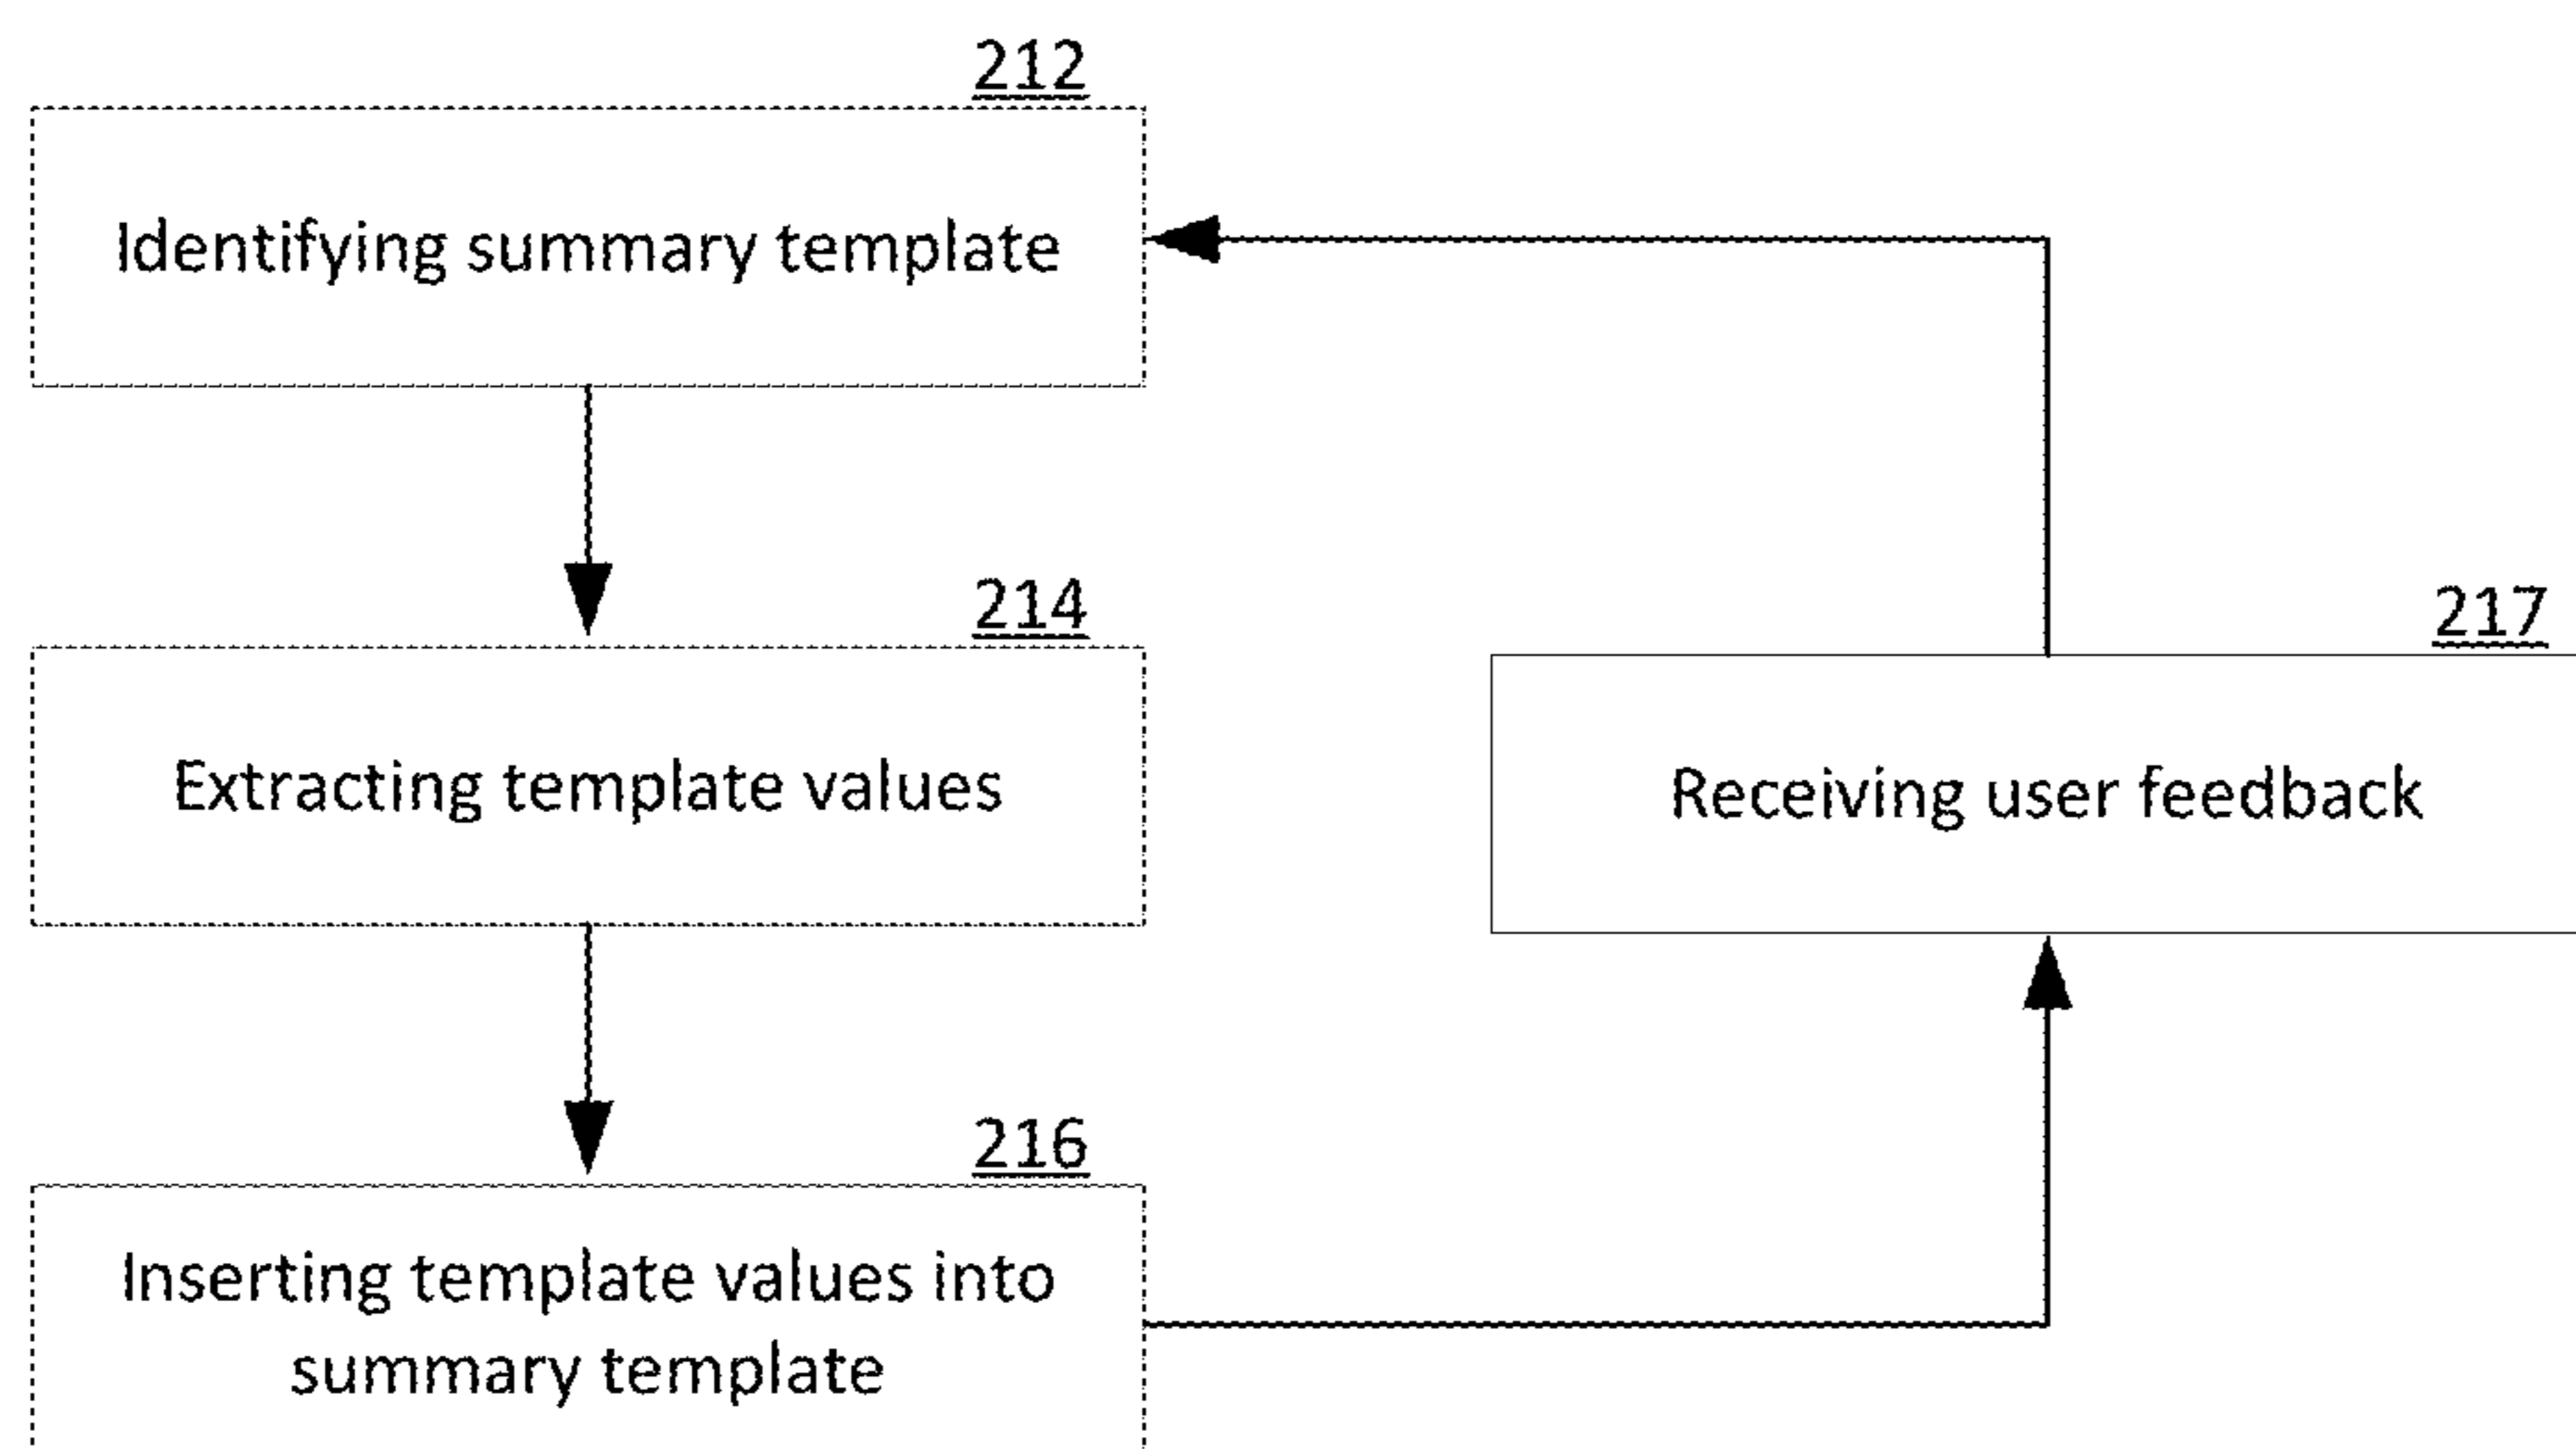 212
Identifying summary template
214
Extracting template values
217
Receiving user feedback
216
Inserting template values into
summary template